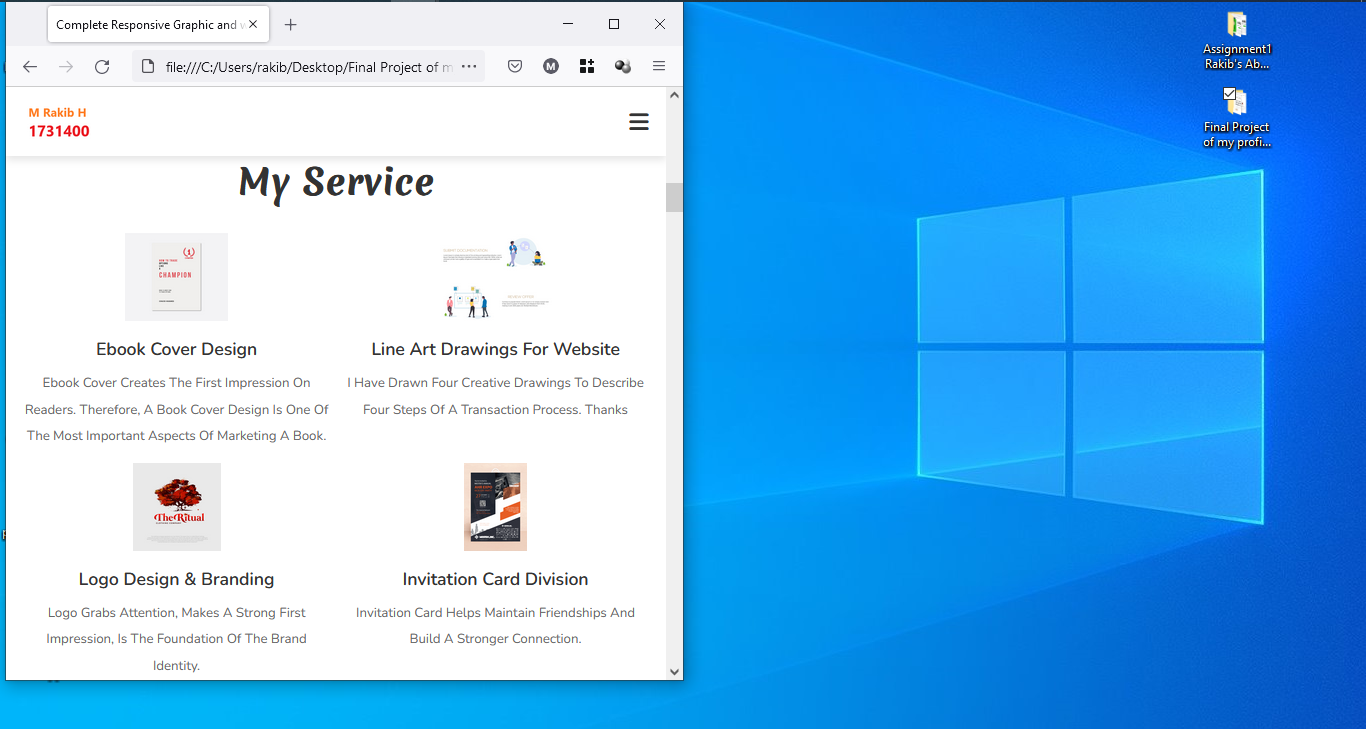 Complete Responsive Graphic and w
file:///C:/Users/rakib/Desktop/Final Project of m
M
M Rakib H
1731400
My Service
CHAMPION
Ebook Cover Design
Line Art Drawings For Website
Ebook Cover Creates The First Impression On
Readers. Therefore, A Book Cover Design Is One Of
The Most Important Aspects Of Marketing A Book.
I Have Drawn Four Creative Drawings To Describe
Four Steps Of A Transaction Process. Thanks
The Ritual
Logo Design & Branding
Invitation Card Division
Logo Grabs Attention, Makes A Strong First
Impression, Is The Foundation Of The Brand
Identity.
Invitation Card Helps Maintain Friendships And
Build A Stronger Connection.
Assignment1
Rakib's Ab...
Final Project
of my profi...